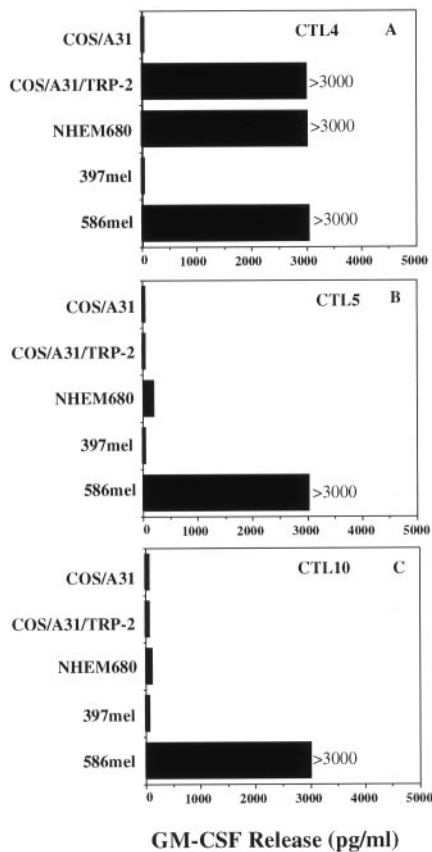 CTL4 A
COS/A31
COS/A31/TRP-2 >3000
NHEM680 >3000
397mel
586mel >3000
0 1000 2000 3000 4000 5000
CTL5 B
COS/A31
COS/A31/TRP-2
NHEM680
397mel
586mel >3000
0 1000 2000 3000 4000 5000
CTL10 C
COS/A31
COS/A31/TRP-2
NHEM680
397mel
586mel >3000
0 1000 2000 3000 4000 5000
GM-CSF Release (pg/ml)